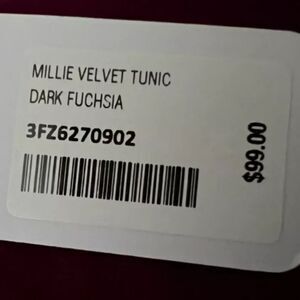 MILLIE VELVET TUNIC
DARK FUCHSIA
3FZ6270902
$99.00